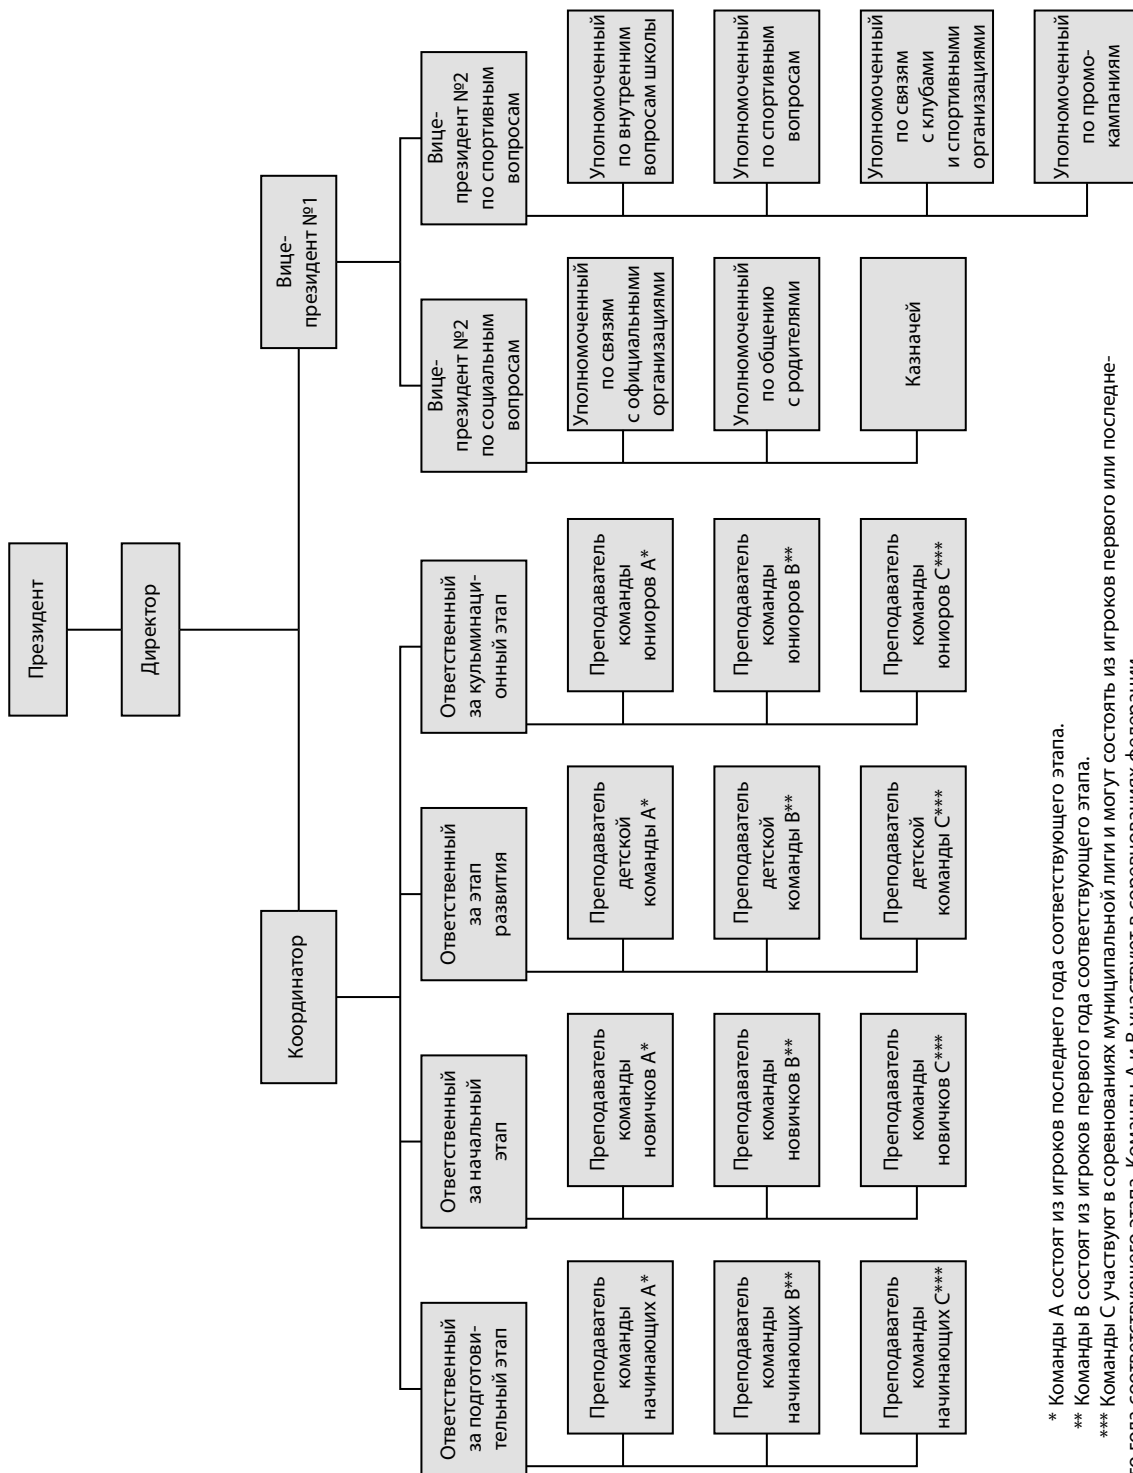 Президент
Директор
Координатор
Вице-
президент №1
Ответственный
за подготови-
тельный этап
Ответственный
за начальный
этап
Ответственный
за этап
развития
Ответственный
за кульминаци-
онный этап
Вице-
президент №2
по социальным
вопросам
Вице-
президент №2
по спортивным
вопросам
Преподаватель
команды
начинающих А*
Преподаватель
команды
новичков А*
Преподаватель
детской
команды А*
Преподаватель
команды
юниоров А*
Уполномоченный
по связям
с официальными
организациями
Уполномоченный
по внутренним
вопросам школы
Преподаватель
команды
начинающих В**
Преподаватель
команды
новичков В**
Преподаватель
детской
команды В**
Преподаватель
команды
юниоров В**
Уполномоченный
по общению
с родителями
Уполномоченный
по спортивным
вопросам
Преподаватель
команды
начинающих С***
Преподаватель
команды
новичков С***
Преподаватель
детской
команды С***
Преподаватель
команды
юниоров С***
Казначей
Уполномоченный
по связям
с клубами
и спортивными
организациями
Уполномоченный
по промо-
кампаниям
* Команды А состоят из игроков последнего года соответствующего этапа.
** Команды В состоят из игроков первого года соответствующего этапа.
*** Команды С участвуют в соревнованиях муниципальной лиги и могут состоять из игроков первого или последне-
го года соответствующего этапа. Команды А и В участвуют в соревнованиях федерации.